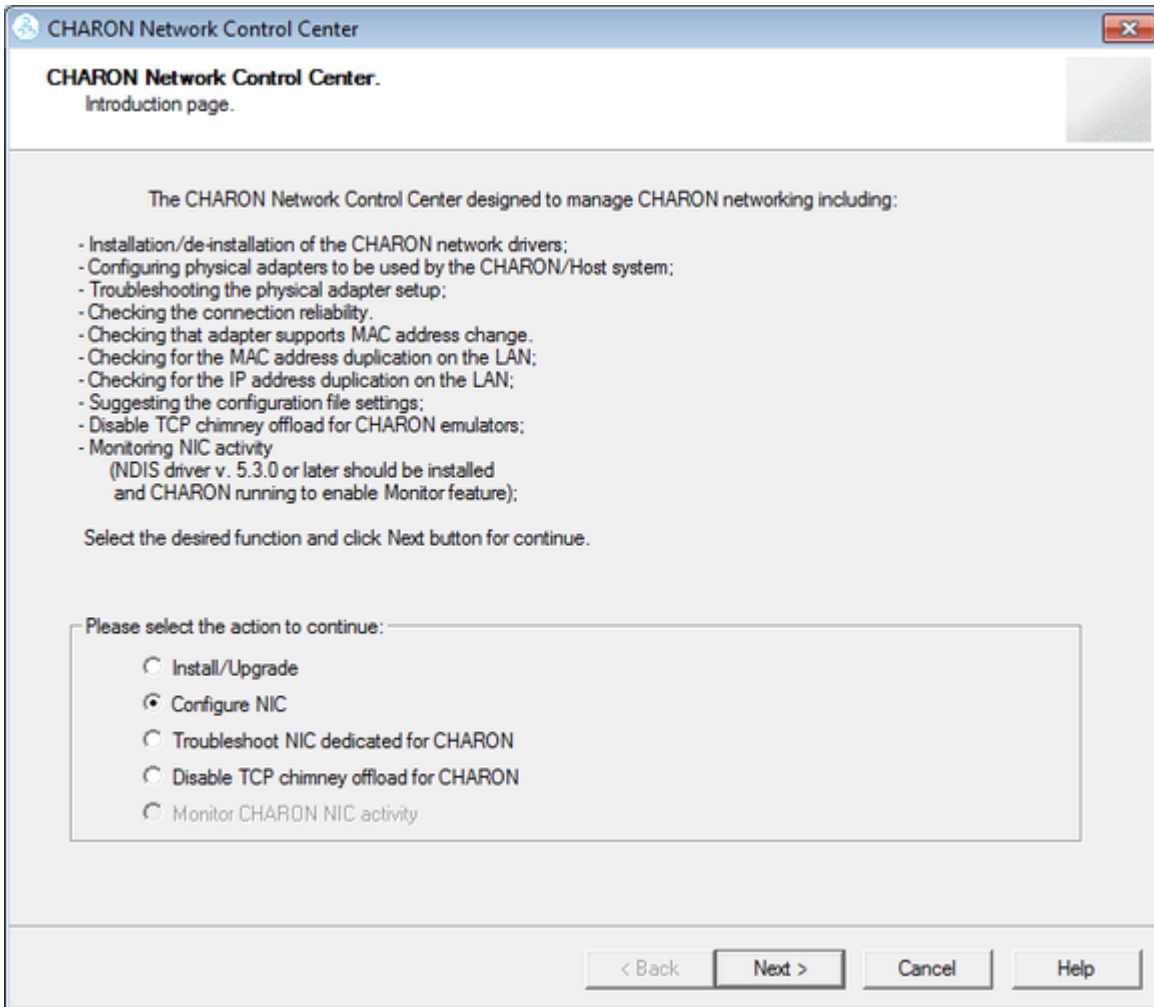 CHARON Network Control Center
CHARON Network Control Center.
Introduction page.
The CHARON Network Control Center designed to manage CHARON networking including:
- Installation/de-installation of the CHARON network drivers;
- Configuring physical adapters to be used by the CHARON/Host system;
- Troubleshooting the physical adapter setup;
- Checking the connection reliability.
- Checking that adapter supports MAC address change.
- Checking for the MAC address duplication on the LAN;
- Checking for the IP address duplication on the LAN;
- Suggesting the configuration file settings;
- Disable TCP chimney offload for CHARON emulators;
- Monitoring NIC activity
(NDIS driver v. 5.3.0 or later should be installed
and CHARON running to enable Monitor feature);
Select the desired function and click Next button for continue.
Please select the action to continue:
Install/Upgrade
Configure NIC
Troubleshoot NIC dedicated for CHARON
Disable TCP chimney offload for CHARON
Monitor CHARON NIC activity
< Back Next > Cancel Help